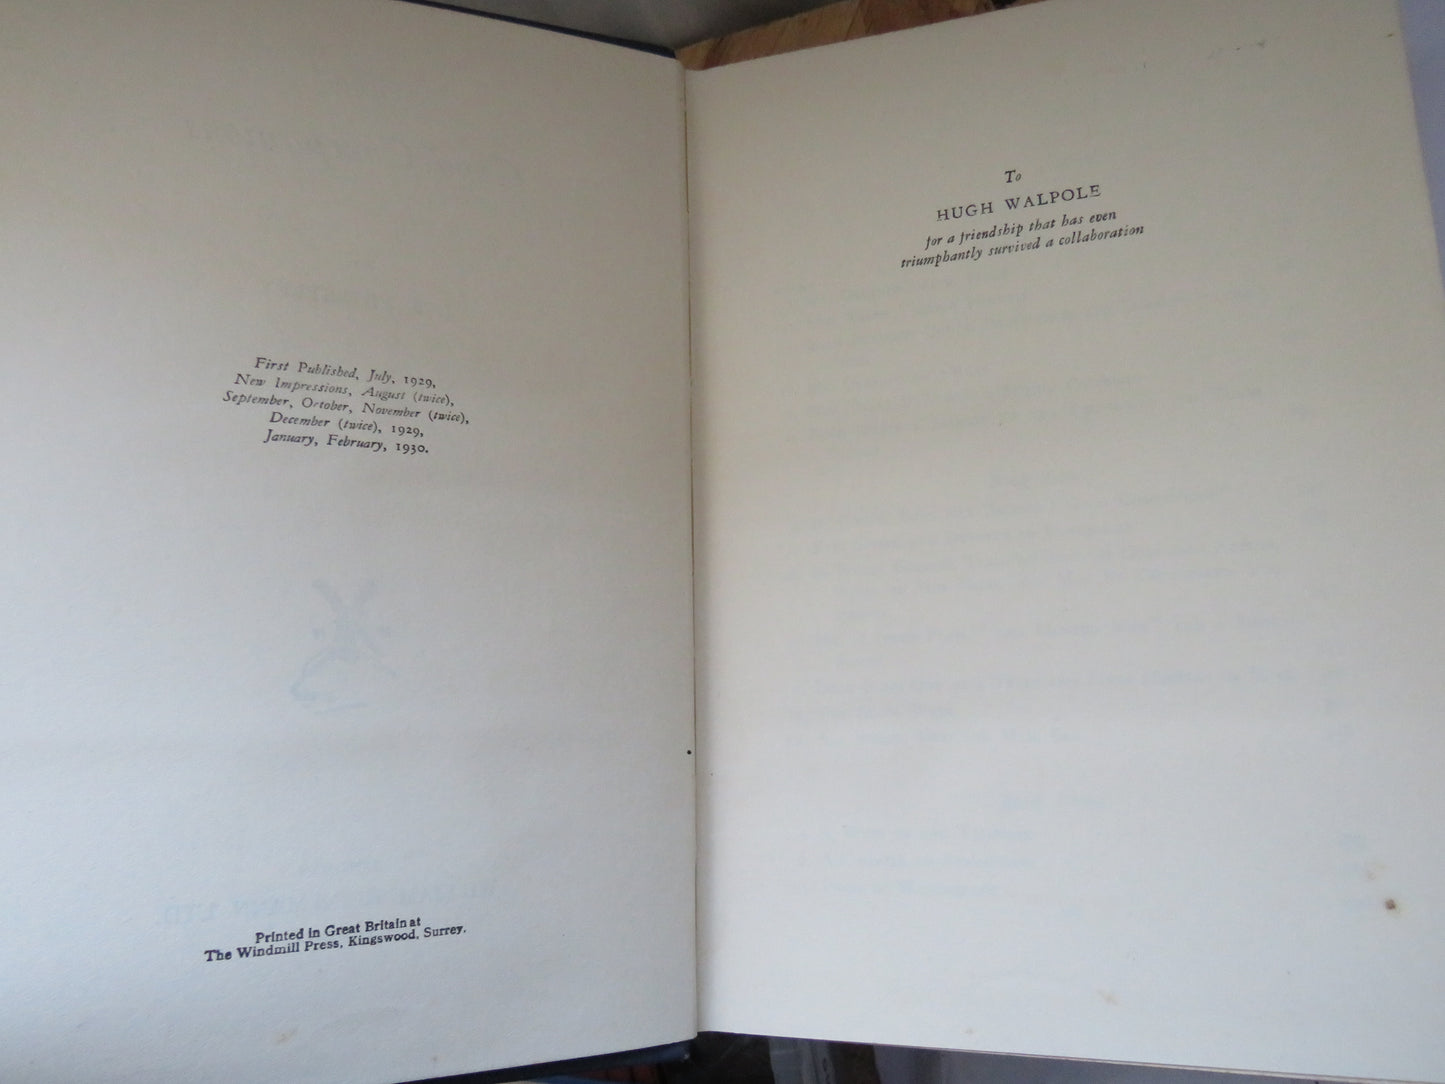 First Published, July, 1929,
New Impressions, August (twice),
September, October, November (twice),
December (twice), 1929,
January, February, 1930.
Printed in Great Britain at
The Windmill Press, Kingswood, Surrey.
To
HUGH WALPOLE
for a friendship that has even
triumphantly survived a collaboration